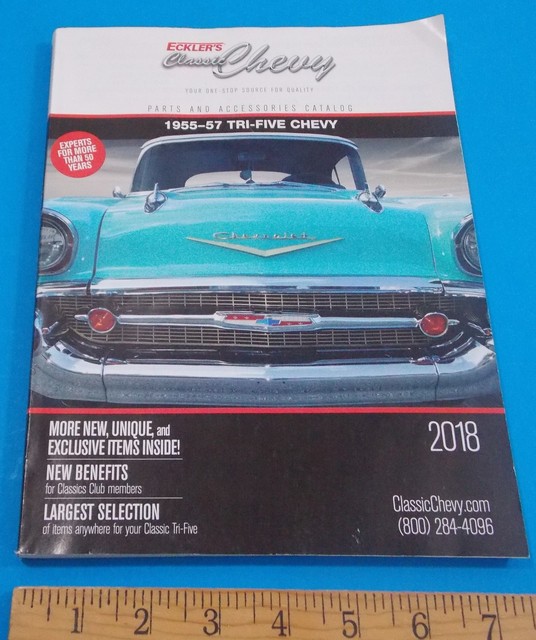 ECKLER'S
Classic Chevy
YOUR ONE-STOP SOURCE FOR QUALITY
PARTS AND ACCESSORIES CATALOG
1955–57 TRI-FIVE CHEVY
EXPERTS
FOR MORE
THAN 50
YEARS
Chevrolet
MORE NEW, UNIQUE, and
EXCLUSIVE ITEMS INSIDE!
NEW BENEFITS
for Classics Club members
LARGEST SELECTION
of items anywhere for your Classic Tri-Five
2018
ClassicChevy.com
(800) 284-4096
1 2 3 4 5 6 7